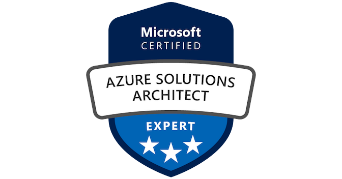 Microsoft
CERTIFIED
AZURE SOLUTIONS
ARCHITECT
EXPERT